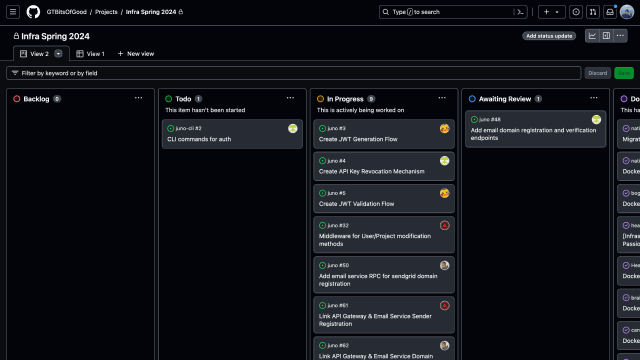 GTBitsOfGood / Projects / Infra Spring 2024
Type / to search
Infra Spring 2024
Add status update
View 2
View 1
+ New view
Filter by keyword or by field
Discard
Save
Backlog 0
Todo 1
This item hasn't been started
juno-cli #2
CLI commands for auth
In Progress 9
This is actively being worked on
juno #3
Create JWT Generation Flow
juno #4
Create API Key Revocation Mechanism
juno #5
Create JWT Validation Flow
juno #32
Middleware for User/Project modification
methods
juno #50
Add email service RPC for sendgrid domain
registration
juno #61
Link API Gateway & Email Service Sender
Registration
juno #62
Link API Gateway & Email Service Domain
Awaiting Review 1
juno #48
Add email domain registration and verification
endpoints
Do
nati
Migrat
nati
Docke
bog
Docke
hea
[Infras
Passio
Hea
Docke
bra
Docke
can
Docke